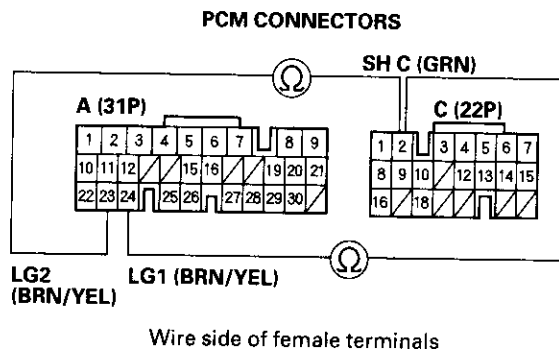 PCM CONNECTORS
Ω
SH C (GRN)
A (31P)
C (22P)
1 2 3 4 5 6 7 8 9
10 11 12 15 16 19 20 21
22 23 24 25 26 27 28 29 30
1 2 3 4 5 6 7
8 9 10 12 13 14 15
16 18
LG2
(BRN/YEL)
LG1 (BRN/YEL)
Ω
Wire side of female terminals